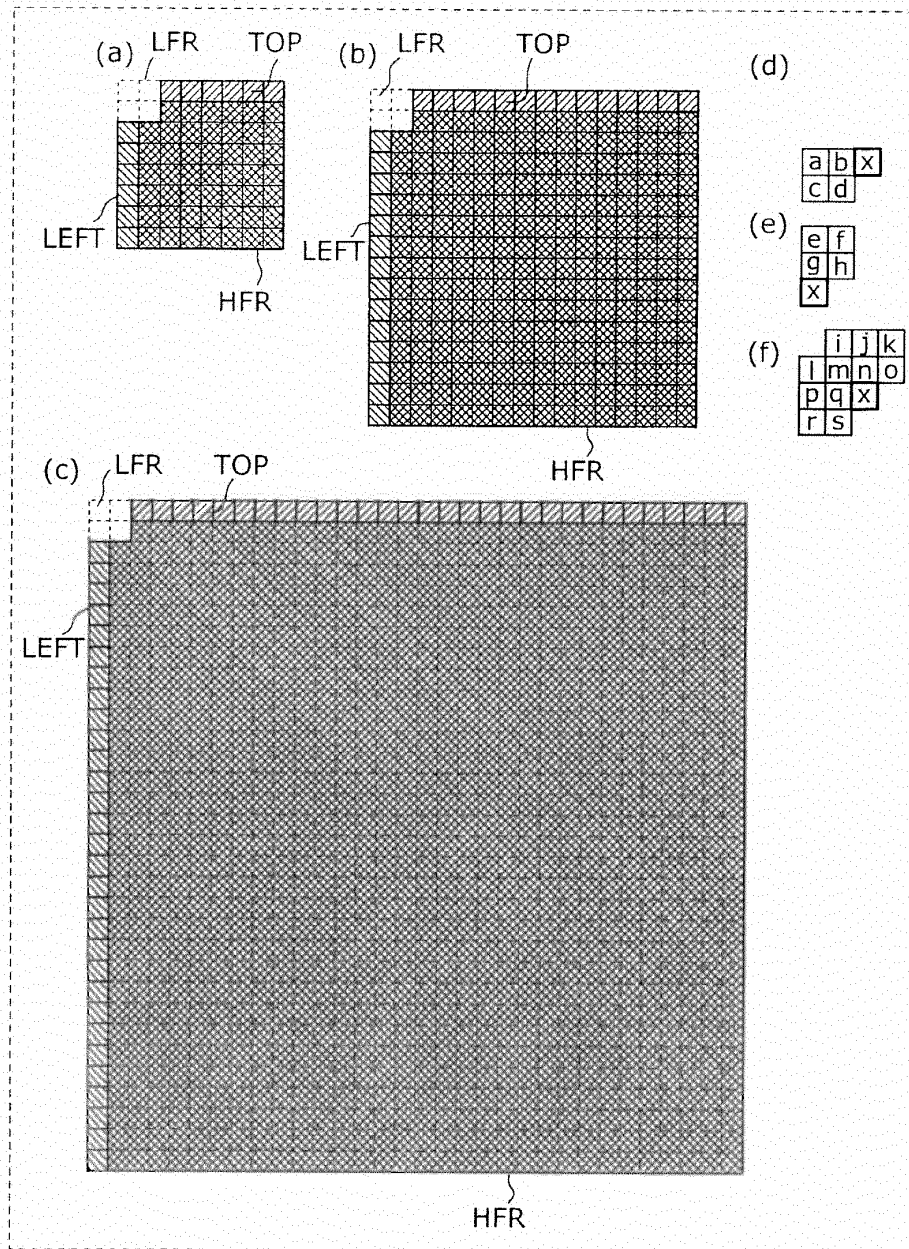 (a) LFR TOP
LEFT
HFR
(b) LFR TOP
LEFT
HFR
(c) LFR TOP
LEFT
HFR
(d)
a b x
c d
(e)
e f
g h
x
(f)
i j k
l m n o
p q x
r s